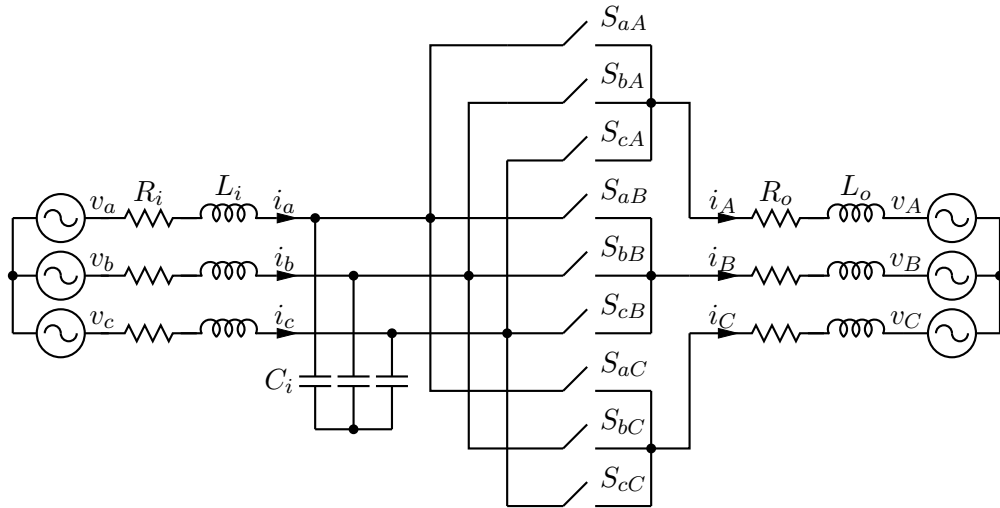 S_{aA}
S_{bA}
S_{cA}
v_a R_i L_i i_a S_{aB} i_A R_o L_o v_A
v_b i_b S_{bB} i_B v_B
v_c i_c S_{cB} i_C v_C
C_i S_{aC}
S_{bC}
S_{cC}